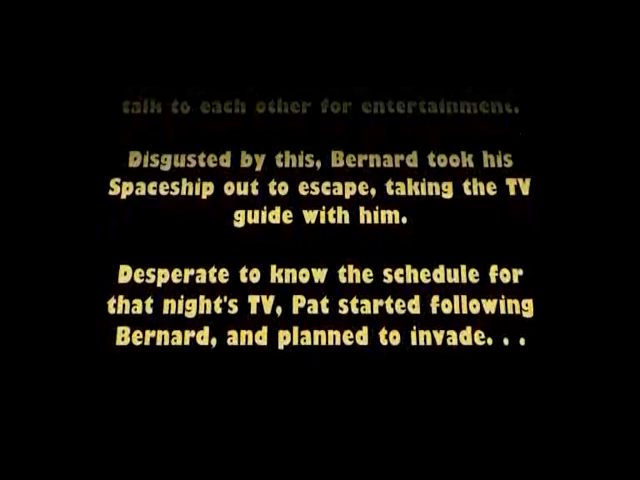 talk to each other for entertainment.
Disgusted by this, Bernard took his
Spaceship out to escape, taking the TV
guide with him.
Desperate to know the schedule for
that night's TV, Pat started following
Bernard, and planned to invade. . .